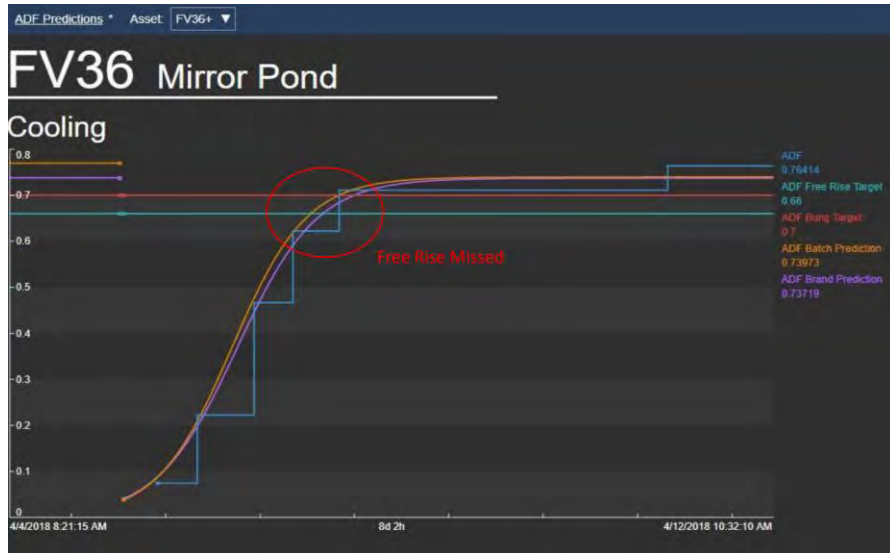 ADF Predictions * Asset: FV36+ ▼
FV36 Mirror Pond
Cooling
0.8
0.7
0.6
0.5
0.4
0.3
0.2
0.1
0
Free Rise Missed
ADF
0.76414
ADF Free Rise Target
0.66
ADF Bung Target
0.7
ADF Batch Prediction
0.73973
ADF Brand Prediction
0.73719
4/4/2018 8:21:15 AM 8d 2h 4/12/2018 10:32:10 AM